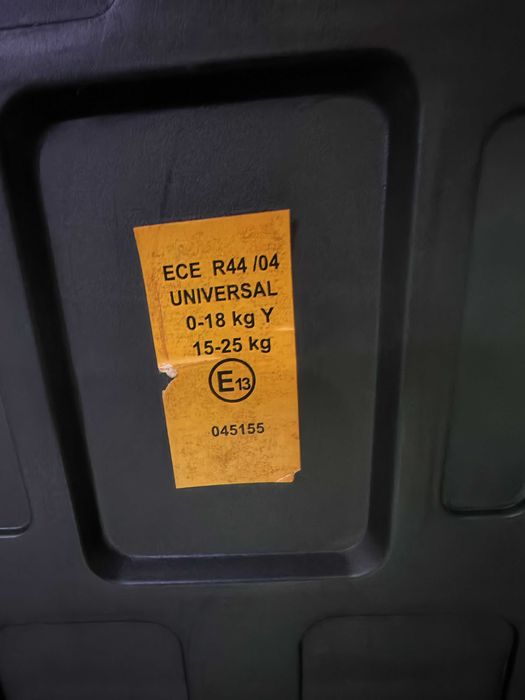 ECE R44 /04
UNIVERSAL
0-18 kg Y
15-25 kg
E13
045155